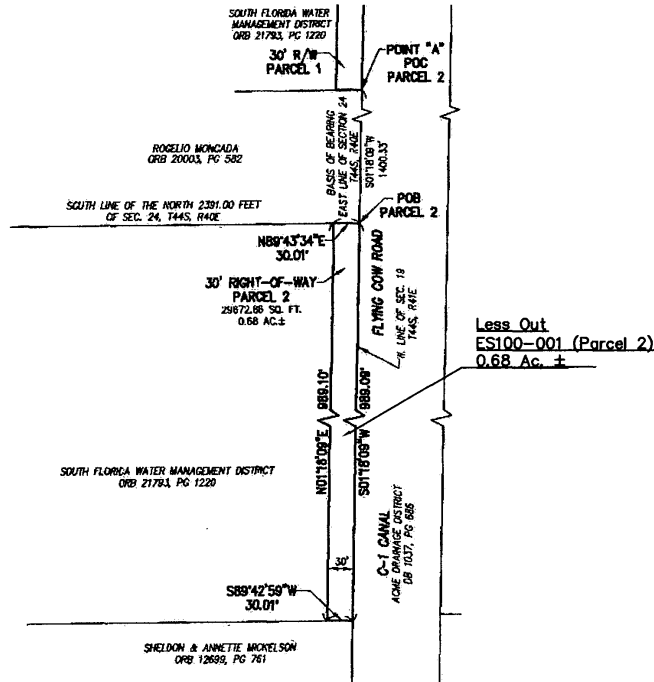 SOUTH FLORIDA WATER
MANAGEMENT DISTRICT
ORB 21793, PG 1220
30' R/W
PARCEL 1
POINT "A"
POC
PARCEL 2
BASIS OF BEARING
EAST LINE OF SECTION 24
T44S, R40E
S01°18'09"W
1400.33'
ROGELIO MONCADA
ORB 20003, PG 582
SOUTH LINE OF THE NORTH 2391.00 FEET
OF SEC. 24, T44S, R40E
POB
PARCEL 2
N89°43'34"E
30.01'
30' RIGHT-OF-WAY
PARCEL 2
29672.86 SQ. FT.
0.68 AC.±
FLYING COW ROAD
W. LINE OF SEC. 19
T44S, R41E
Less Out
ES100-001 (Parcel 2)
0.68 Ac. ±
N01°18'09"E 989.10'
S01°18'09"W 989.09'
SOUTH FLORIDA WATER MANAGEMENT DISTRICT
ORB 21793, PG 1220
C-1 CANAL
ACME DRAINAGE DISTRICT
DB 1037, PG 686
30'
S89°42'59"W
30.01'
SHELDON & ANNETTE MICKELSON
ORB 12699, PG 761